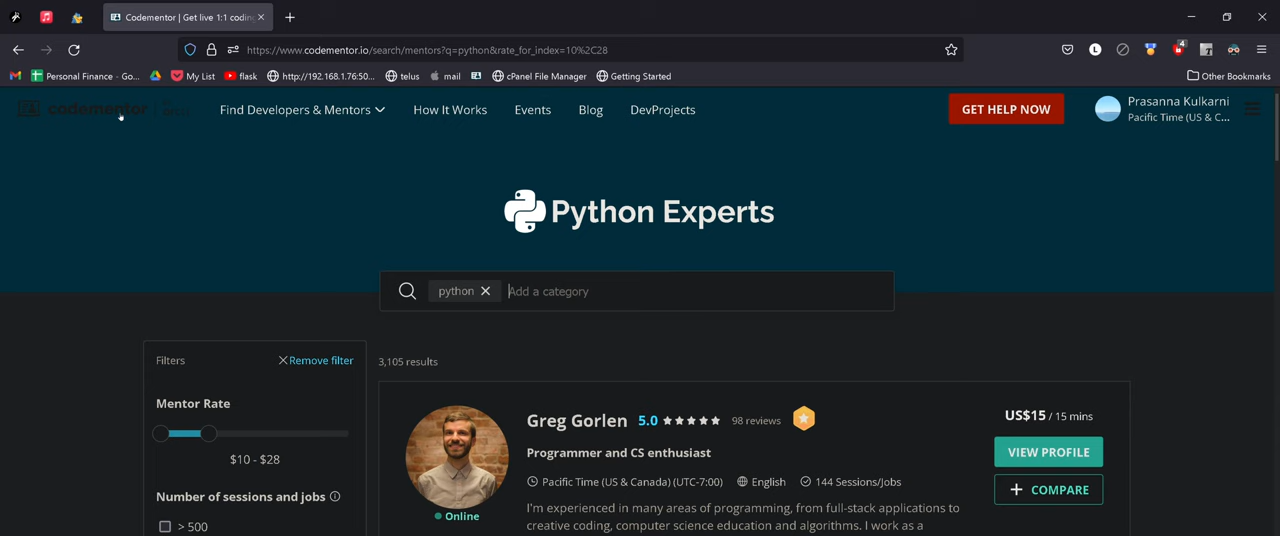 Codementor | Get live 1:1 coding
https://www.codementor.io/search/mentors?q=python&rate_for_index=10%2C28
Personal Finance - Go...
My List
flask
http://192.168.1.76:50...
telus
mail
cPanel File Manager
Getting Started
Other Bookmarks
codementor
Find Developers & Mentors
How It Works
Events
Blog
DevProjects
GET HELP NOW
Prasanna Kulkarni
Pacific Time (US & C...
Python Experts
python
Add a category
Filters
Remove filter
3,105 results
Mentor Rate
$10 - $28
Number of sessions and jobs
> 500
Greg Gorlen 5.0 98 reviews
Programmer and CS enthusiast
Pacific Time (US & Canada) (UTC-7:00) English 144 Sessions/Jobs
I'm experienced in many areas of programming, from full-stack applications to
creative coding, computer science education and algorithms. I work as a
Online
US$15 / 15 mins
VIEW PROFILE
COMPARE